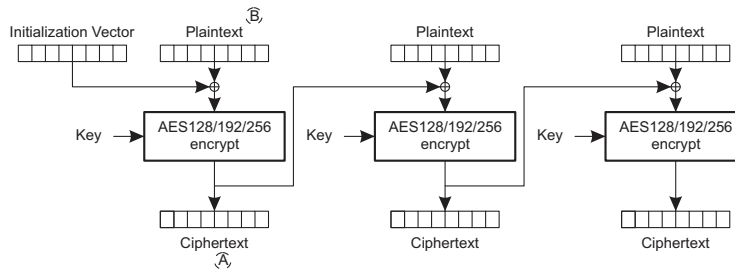 B
Initialization Vector
Plaintext
Plaintext
Plaintext
Key
AES128/192/256
encrypt
Key
AES128/192/256
encrypt
Key
AES128/192/256
encrypt
Ciphertext
Ciphertext
Ciphertext
A